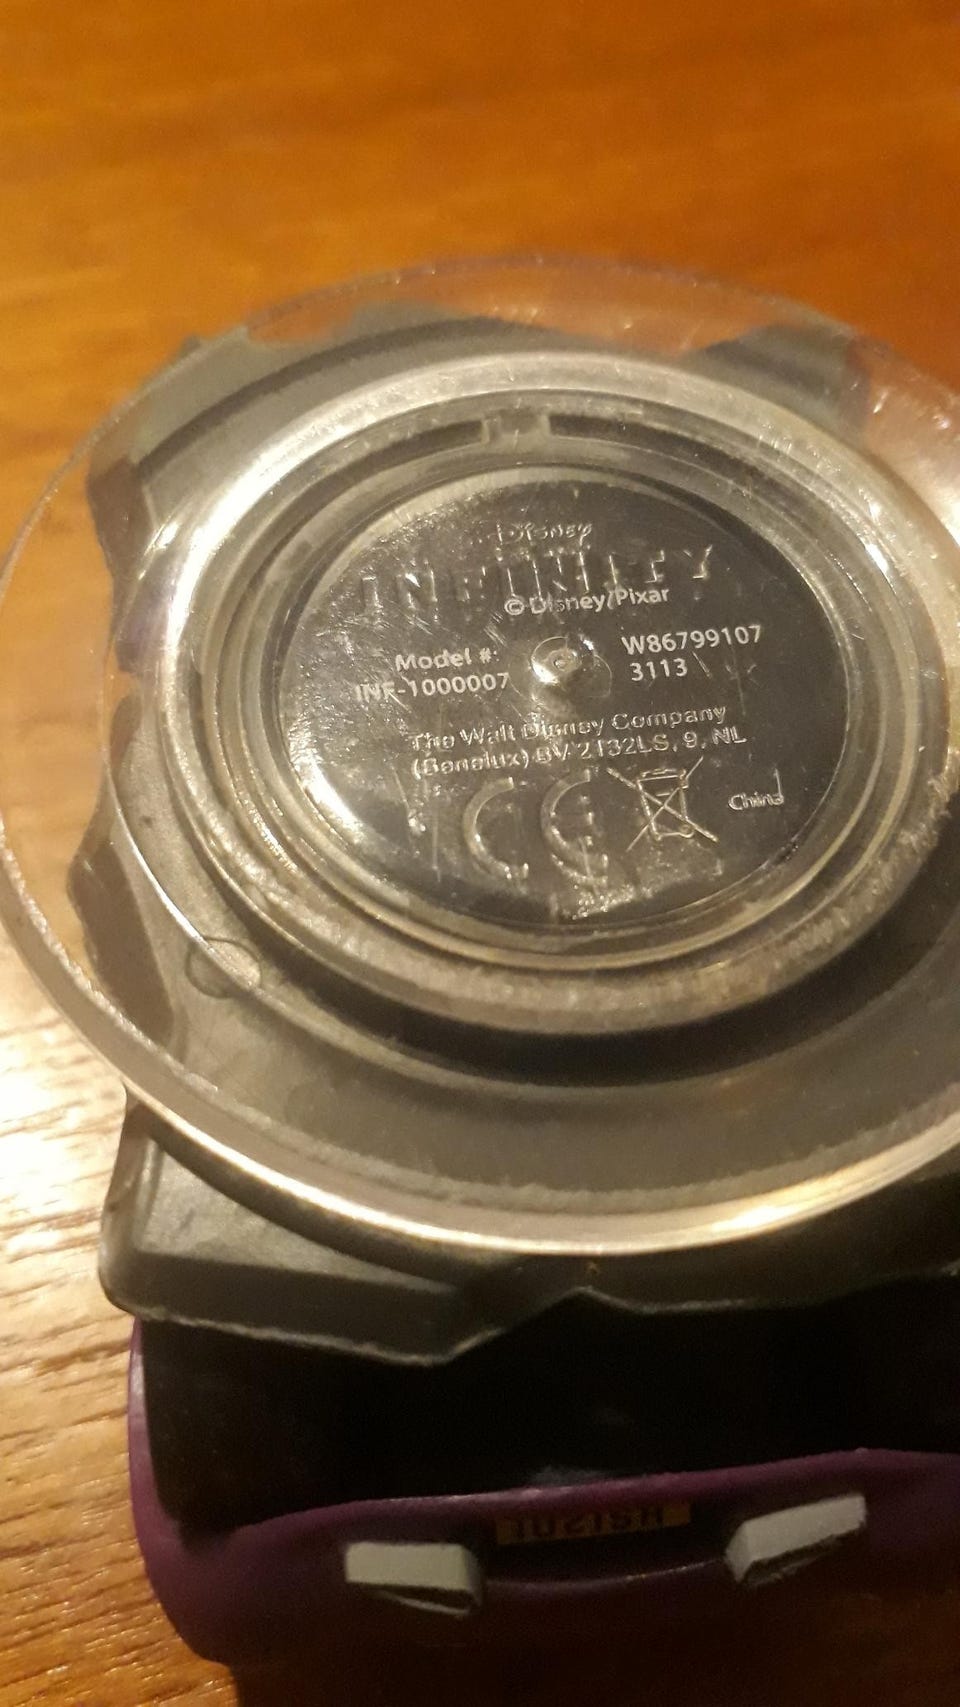 Disney
INFINITY
©Disney/Pixar
Model #:
INF-1000007
W86799107
3113
The Walt Disney Company
(Benelux) BV 2132LS, 9, NL
CE
China